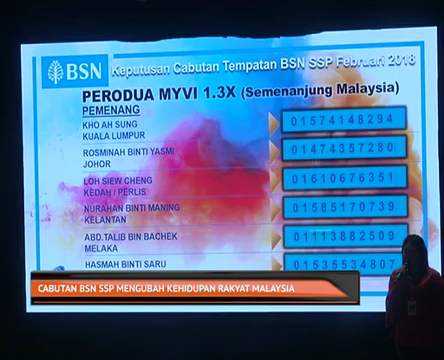 BSN
Keputusan Cabutan Tempatan BSN SSP Februari 2018
PERODUA MYVI 1.3X (Semenanjung Malaysia)
PEMENANG
KHO AH SUNG
KUALA LUMPUR
01574148294
ROSMINAH BINTI YASMI
JOHOR
01474357280
LOH SIEW CHENG
KEDAH / PERLIS
01610676351
NURAHAN BINTI MANING
KELANTAN
01585170739
ABD.TALIB BIN BACHEK
MELAKA
01113882509
HASMAH BINTI SARU
01535534807
CABUTAN BSN SSP MENGUBAH KEHIDUPAN RAKYAT MALAYSIA